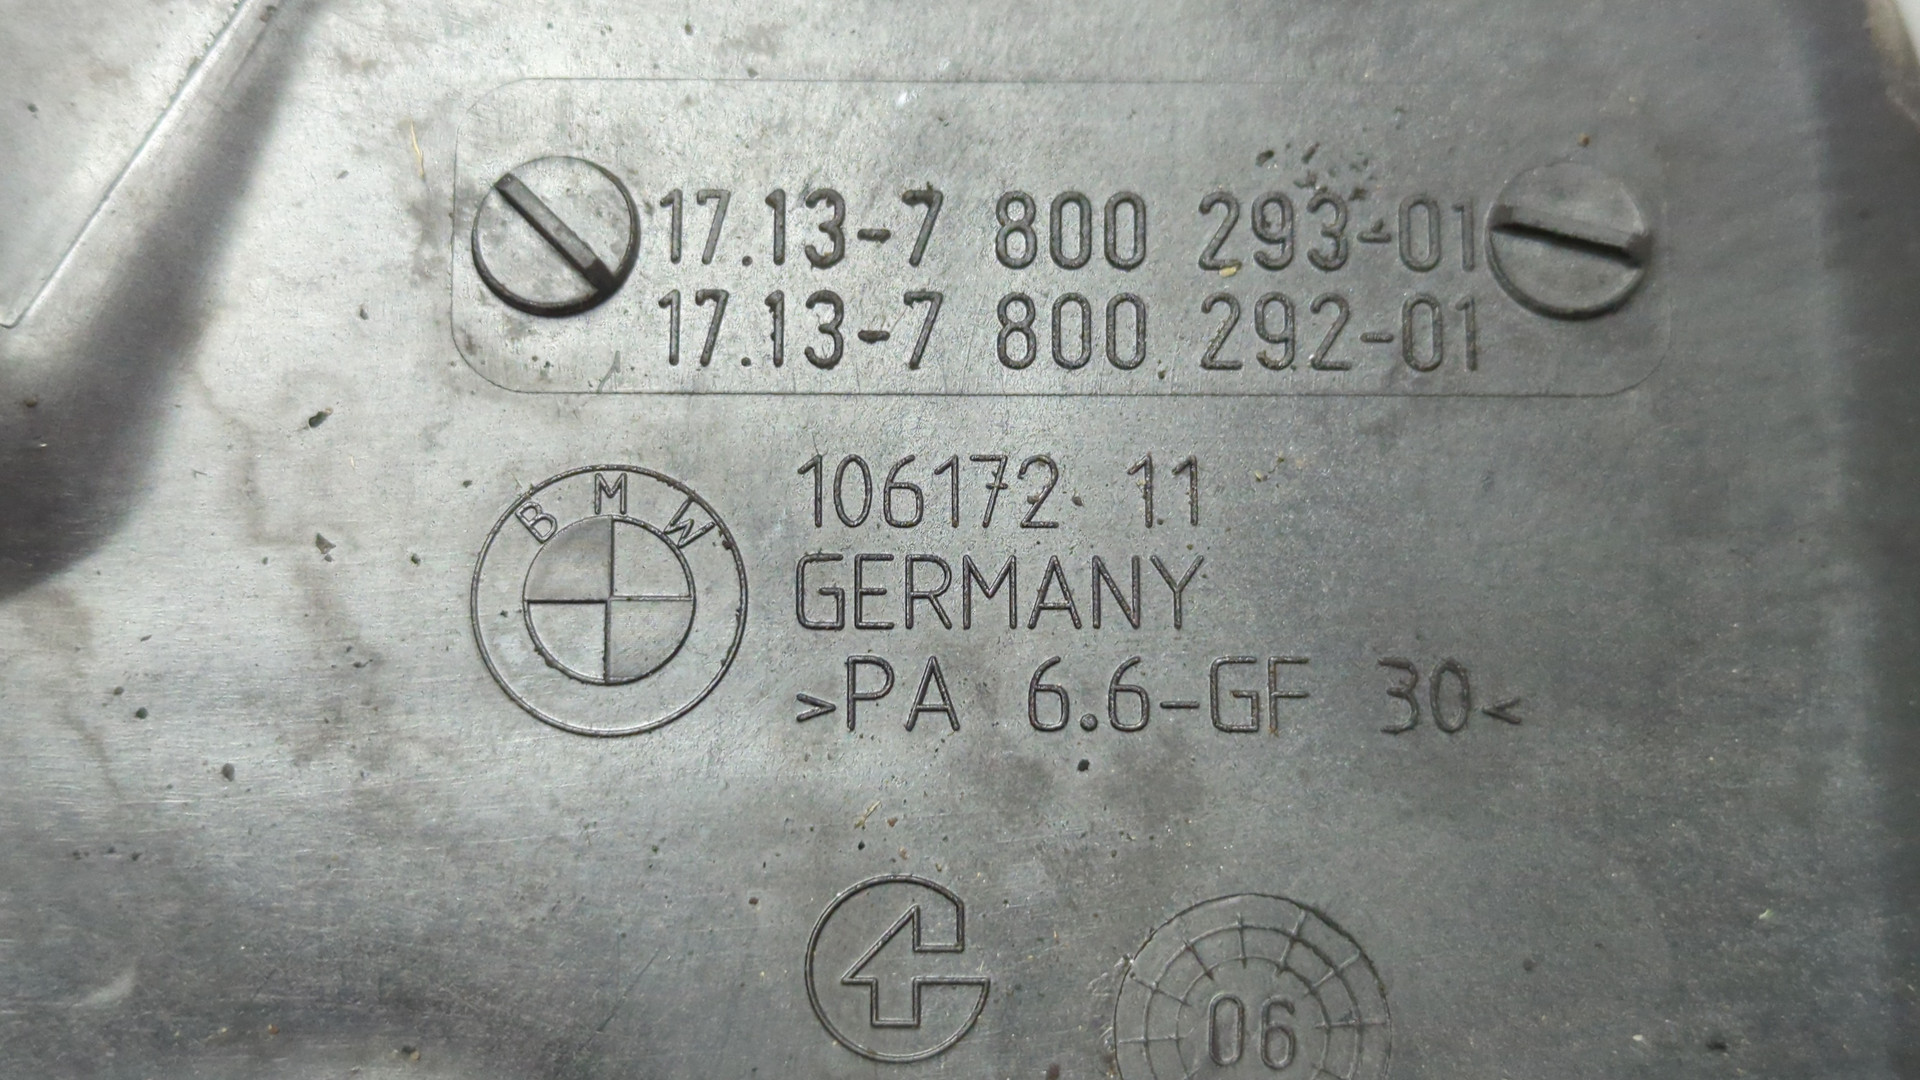 17.13-7 800 293-01
17.13-7 800 292-01
BMW
106172 11
GERMANY
>PA 6.6-GF 30<
06